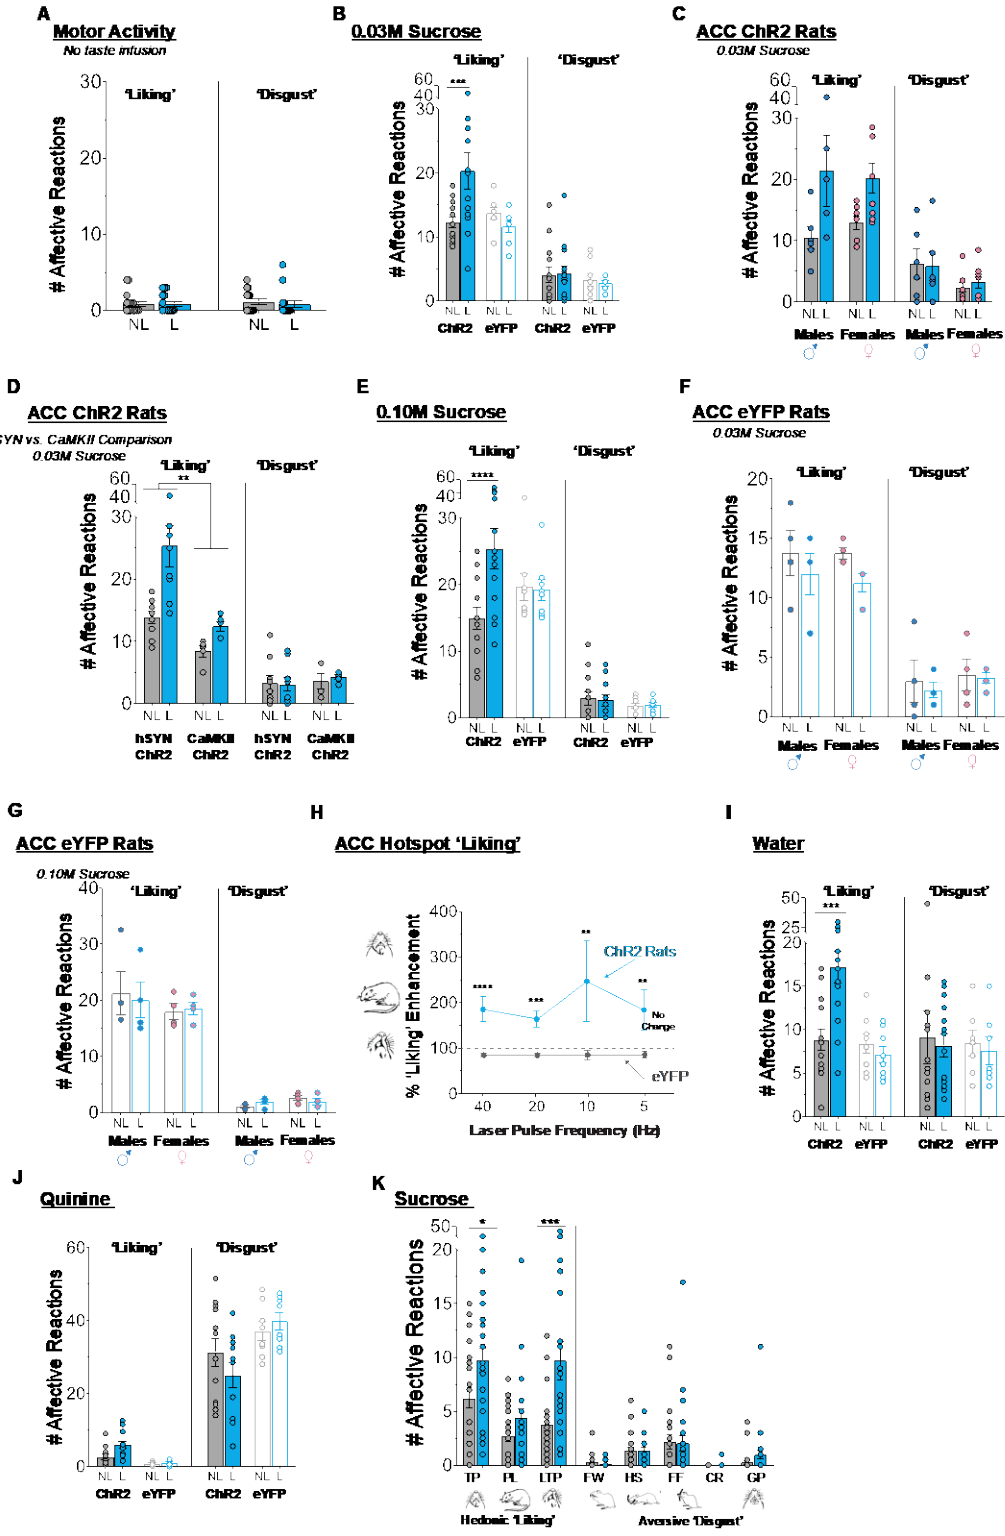 A
Motor Activity
No taste infusion
# Affective Reactions
30
20
10
0
'Liking'
'Disgust'
NL L NL L
B
0.03M Sucrose
# Affective Reactions
60
40
30
20
10
0
'Liking'
'Disgust'
***
NL L NL L NL L NL L
ChR2 eYFP ChR2 eYFP
C
ACC ChR2 Rats
0.03M Sucrose
# Affective Reactions
60
40
30
20
10
0
'Liking'
'Disgust'
NL L NL L NL L NL L
Males Females Males Females
♂ ♀ ♂ ♀
D
ACC ChR2 Rats
SYN vs. CaMKII Comparison
0.03M Sucrose
# Affective Reactions
60
40
30
20
10
0
'Liking'
'Disgust'
**
NL L NL L NL L NL L
hSYN CaMKII hSYN CaMKII
ChR2 ChR2 ChR2 ChR2
E
0.10M Sucrose
# Affective Reactions
60
40
30
20
10
0
'Liking'
'Disgust'
****
NL L NL L NL L NL L
ChR2 eYFP ChR2 eYFP
F
ACC eYFP Rats
0.03M Sucrose
# Affective Reactions
20
15
10
5
0
'Liking'
'Disgust'
NL L NL L NL L NL L
Males Females Males Females
♂ ♀ ♂ ♀
G
ACC eYFP Rats
0.10M Sucrose
# Affective Reactions
40
30
20
10
0
'Liking'
'Disgust'
NL L NL L NL L NL L
Males Females Males Females
♂ ♀ ♂ ♀
H
ACC Hotspot 'Liking'
% 'Liking' Enhancement
400
300
200
100
0
****
***
**
**
ChR2 Rats
No
Change
eYFP
40 20 10 5
Laser Pulse Frequency (Hz)
I
Water
# Affective Reactions
50
25
20
15
10
5
0
'Liking'
'Disgust'
***
NL L NL L NL L NL L
ChR2 eYFP ChR2 eYFP
J
Quinine
# Affective Reactions
60
40
20
0
'Liking'
'Disgust'
NL L NL L NL L NL L
ChR2 eYFP ChR2 eYFP
K
Sucrose
# Affective Reactions
50
20
15
10
5
0
*
***
TP PL LTP FW HS FF CR GP
Hedonic 'Liking' Aversive 'Disgust'